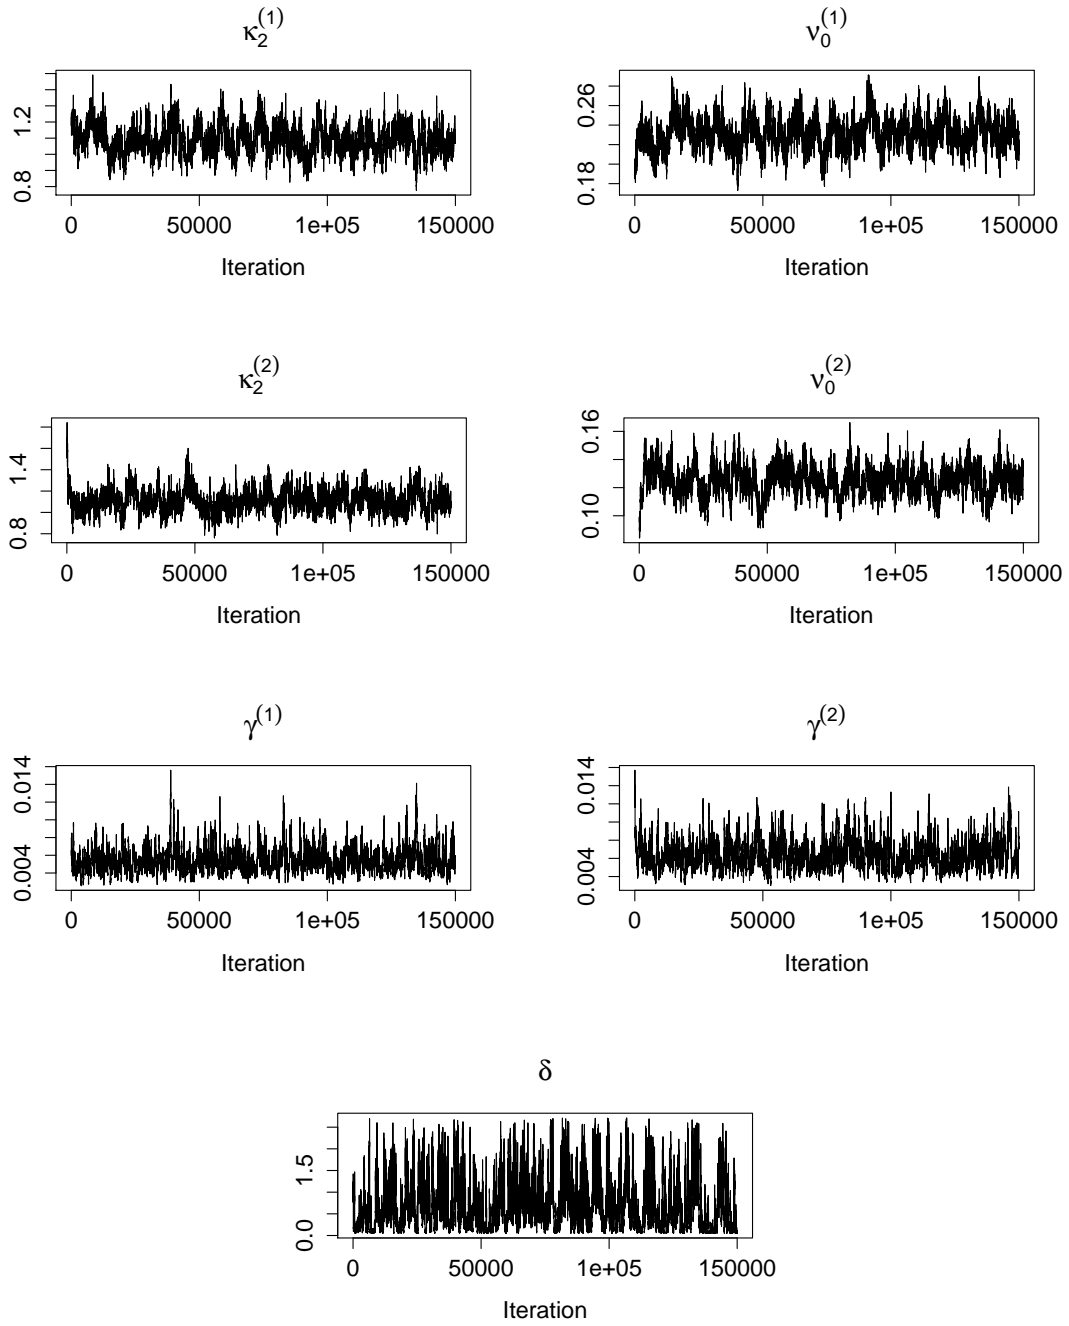 κ₂⁽¹⁾ ν₀⁽¹⁾
1.2 0.26
0.8 0.18
0 50000 1e+05 150000 0 50000 1e+05 150000
Iteration Iteration
κ₂⁽²⁾ ν₀⁽²⁾
1.4 0.16
0.8 0.10
0 50000 1e+05 150000 0 50000 1e+05 150000
Iteration Iteration
γ⁽¹⁾ γ⁽²⁾
0.014 0.014
0.004 0.004
0 50000 1e+05 150000 0 50000 1e+05 150000
Iteration Iteration
δ
1.5
0.0
0 50000 1e+05 150000
Iteration